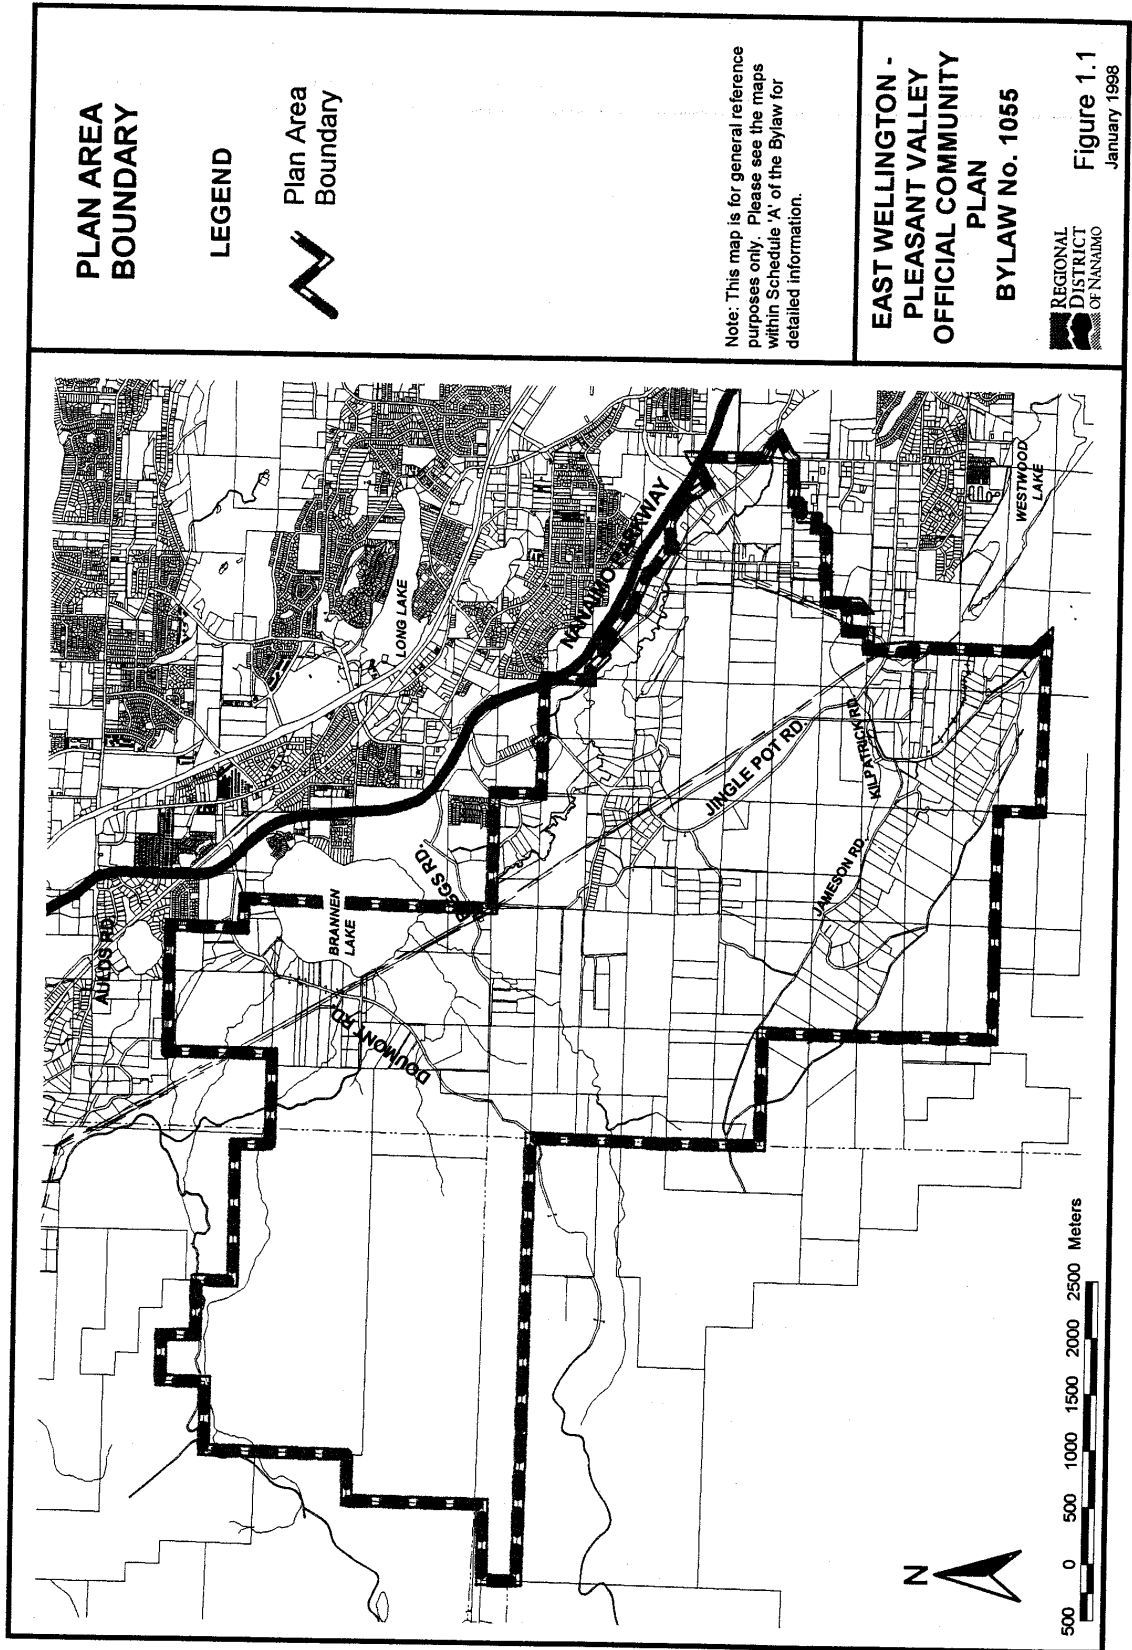 PLAN AREA
BOUNDARY
LEGEND
Plan Area
Boundary
Note: This map is for general reference
purposes only. Please see the maps
within Schedule 'A' of the Bylaw for
detailed information.
EAST WELLINGTON -
PLEASANT VALLEY
OFFICIAL COMMUNITY
PLAN
BYLAW No. 1055
REGIONAL
DISTRICT
OF NANAIMO
Figure 1.1
January 1998
AULDS RD.
BRANNEN
LAKE
LONG LAKE
BIGGS RD.
DOUMONT RD.
NANAIMO PARKWAY
JINGLE POT RD.
KILPATRICK RD.
JAMESON RD.
WESTWOOD
LAKE
N
500 0 500 1000 1500 2000 2500 Meters